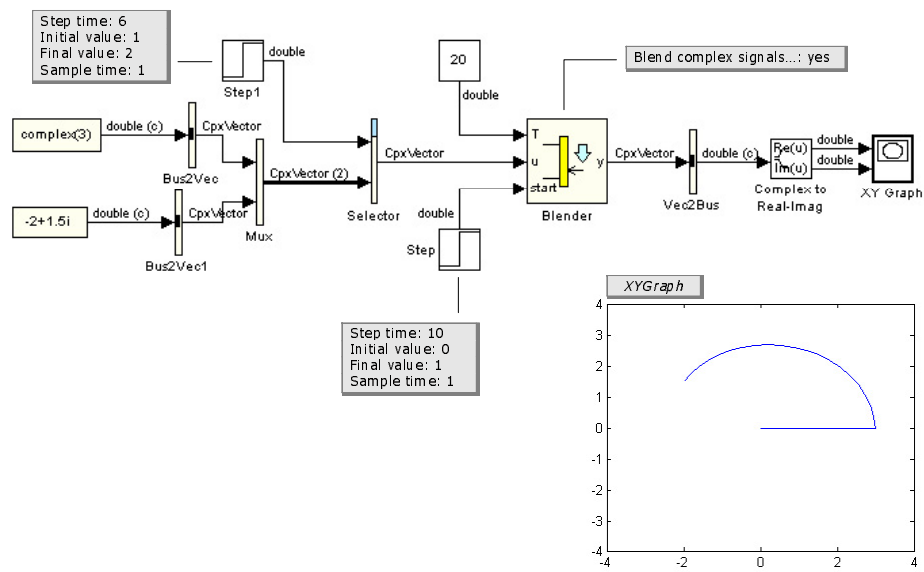 Step time: 6
Initial value: 1
Final value: 2
Sample time: 1
double
Step1
20
double
Blend complex signals...: yes
complex(3)
double (c)
CpxVector
Bus2Vec
-2+1.5i
double (c)
CpxVector
Bus2Vec1
Mux
CpxVector (2)
Selector
CpxVector
T
u
start
y
Blender
double
Step
CpxVector
Vec2Bus
double (c)
Re(u)
Im(u)
Complex to
Real-Imag
double
double
XY Graph
Step time: 10
Initial value: 0
Final value: 1
Sample time: 1
XYGraph
4
3
2
1
0
-1
-2
-3
-4
-4
-2
0
2
4